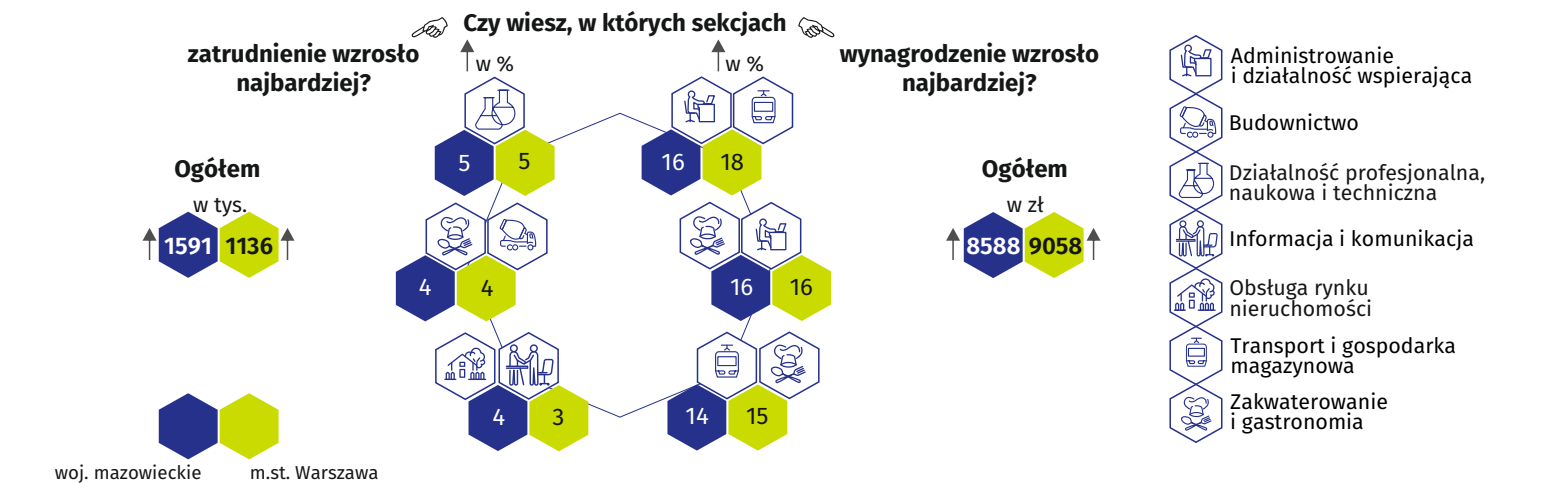 Czy wiesz, w których sekcjach
zatrudnienie wzrosło
najbardziej?
w %
w %
wynagrodzenie wzrosło
najbardziej?
Ogółem
w tys.
1591 1136
5 5
4 4
4 3
16 18
16 16
14 15
Ogółem
w zł
8588 9058
woj. mazowieckie
m.st. Warszawa
Administrowanie
i działalność wspierająca
Budownictwo
Działalność profesjonalna,
naukowa i techniczna
Informacja i komunikacja
Obsługa rynku
nieruchomości
Transport i gospodarka
magazynowa
Zakwaterowanie
i gastronomia